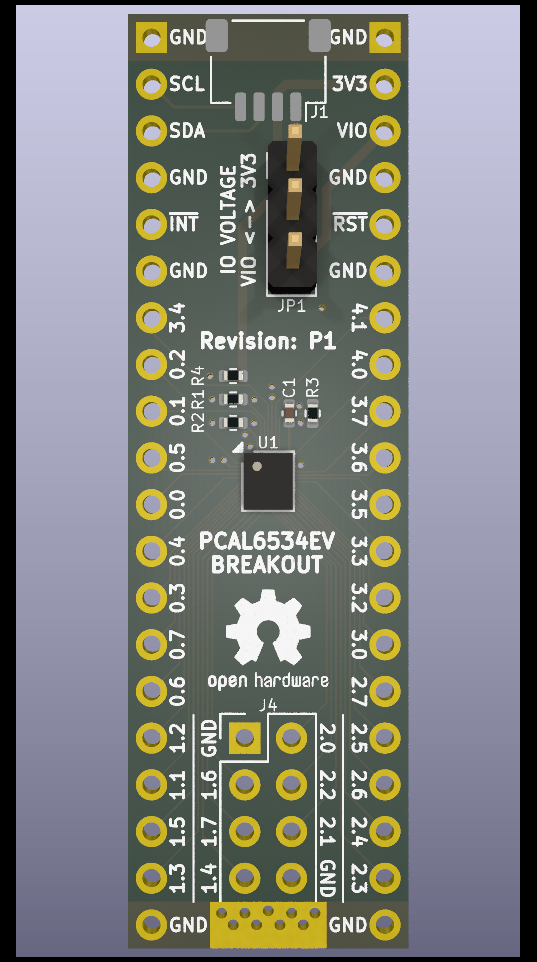 GND GND
SCL 3V3
J1
SDA VIO
GND GND
IO VOLTAGE
VIO <-> 3V3
INT RST
GND GND
JP1
3.4 4.1
Revision: P1
0.2 4.0
R4
R1
R2
C1
R3
0.1 3.7
U1
0.5 3.6
0.0 3.5
PCAL6534EV
BREAKOUT
0.4 3.3
0.3 3.2
0.7 3.0
open hardware
0.6 2.7
J4
1.2 GND 2.0 2.5
1.1 1.6 2.2 2.6
1.5 1.7 2.1 2.4
1.3 1.4 GND 2.3
GND GND